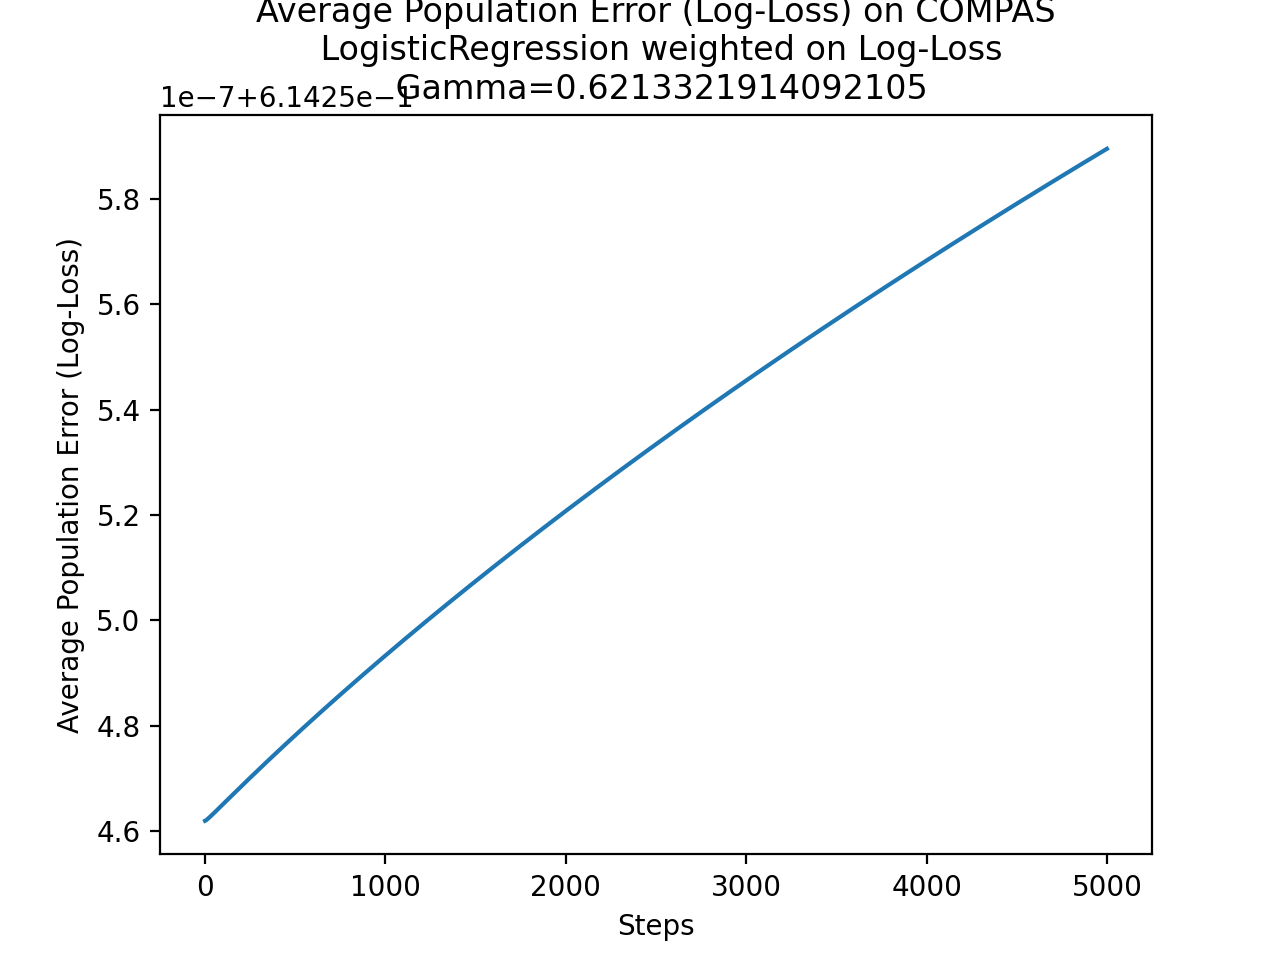 Average Population Error (Log-Loss) on COMPAS
LogisticRegression weighted on Log-Loss
Gamma=0.6213321914092105
1e−7+6.1425e−1
5.8
5.6
5.4
5.2
5.0
4.8
4.6
Average Population Error (Log-Loss)
0 1000 2000 3000 4000 5000
Steps